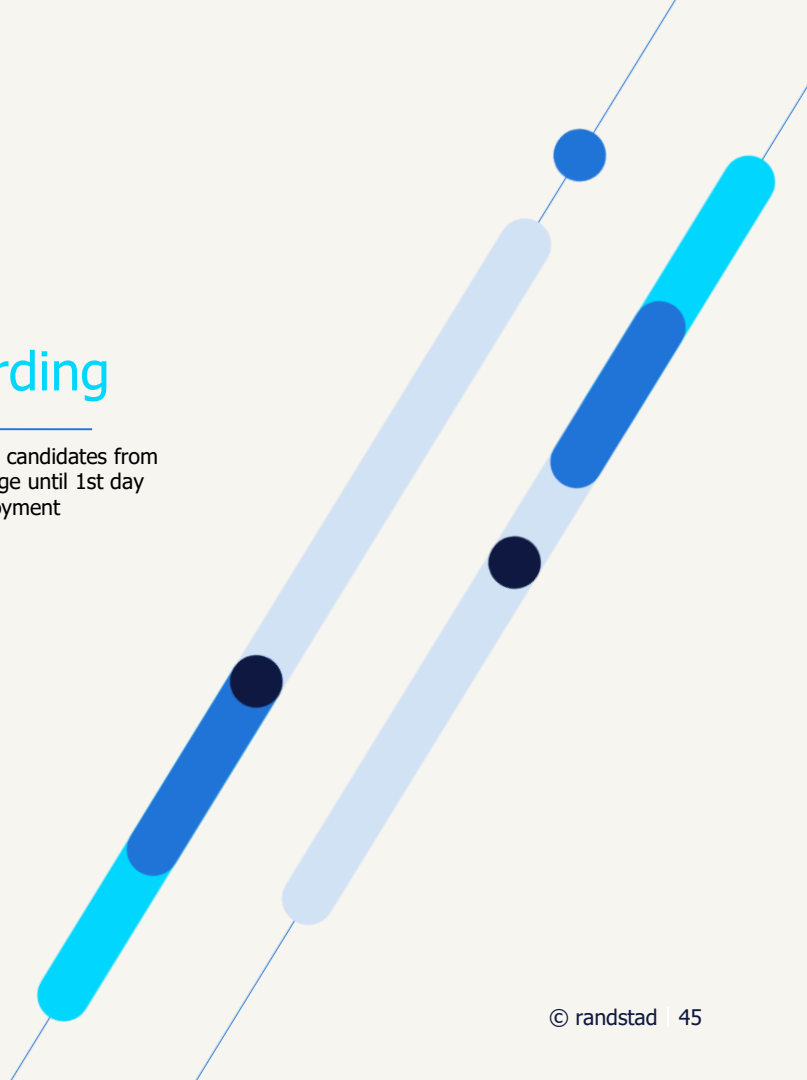 rding
candidates from
ge until 1st day
oyment
© randstad | 45